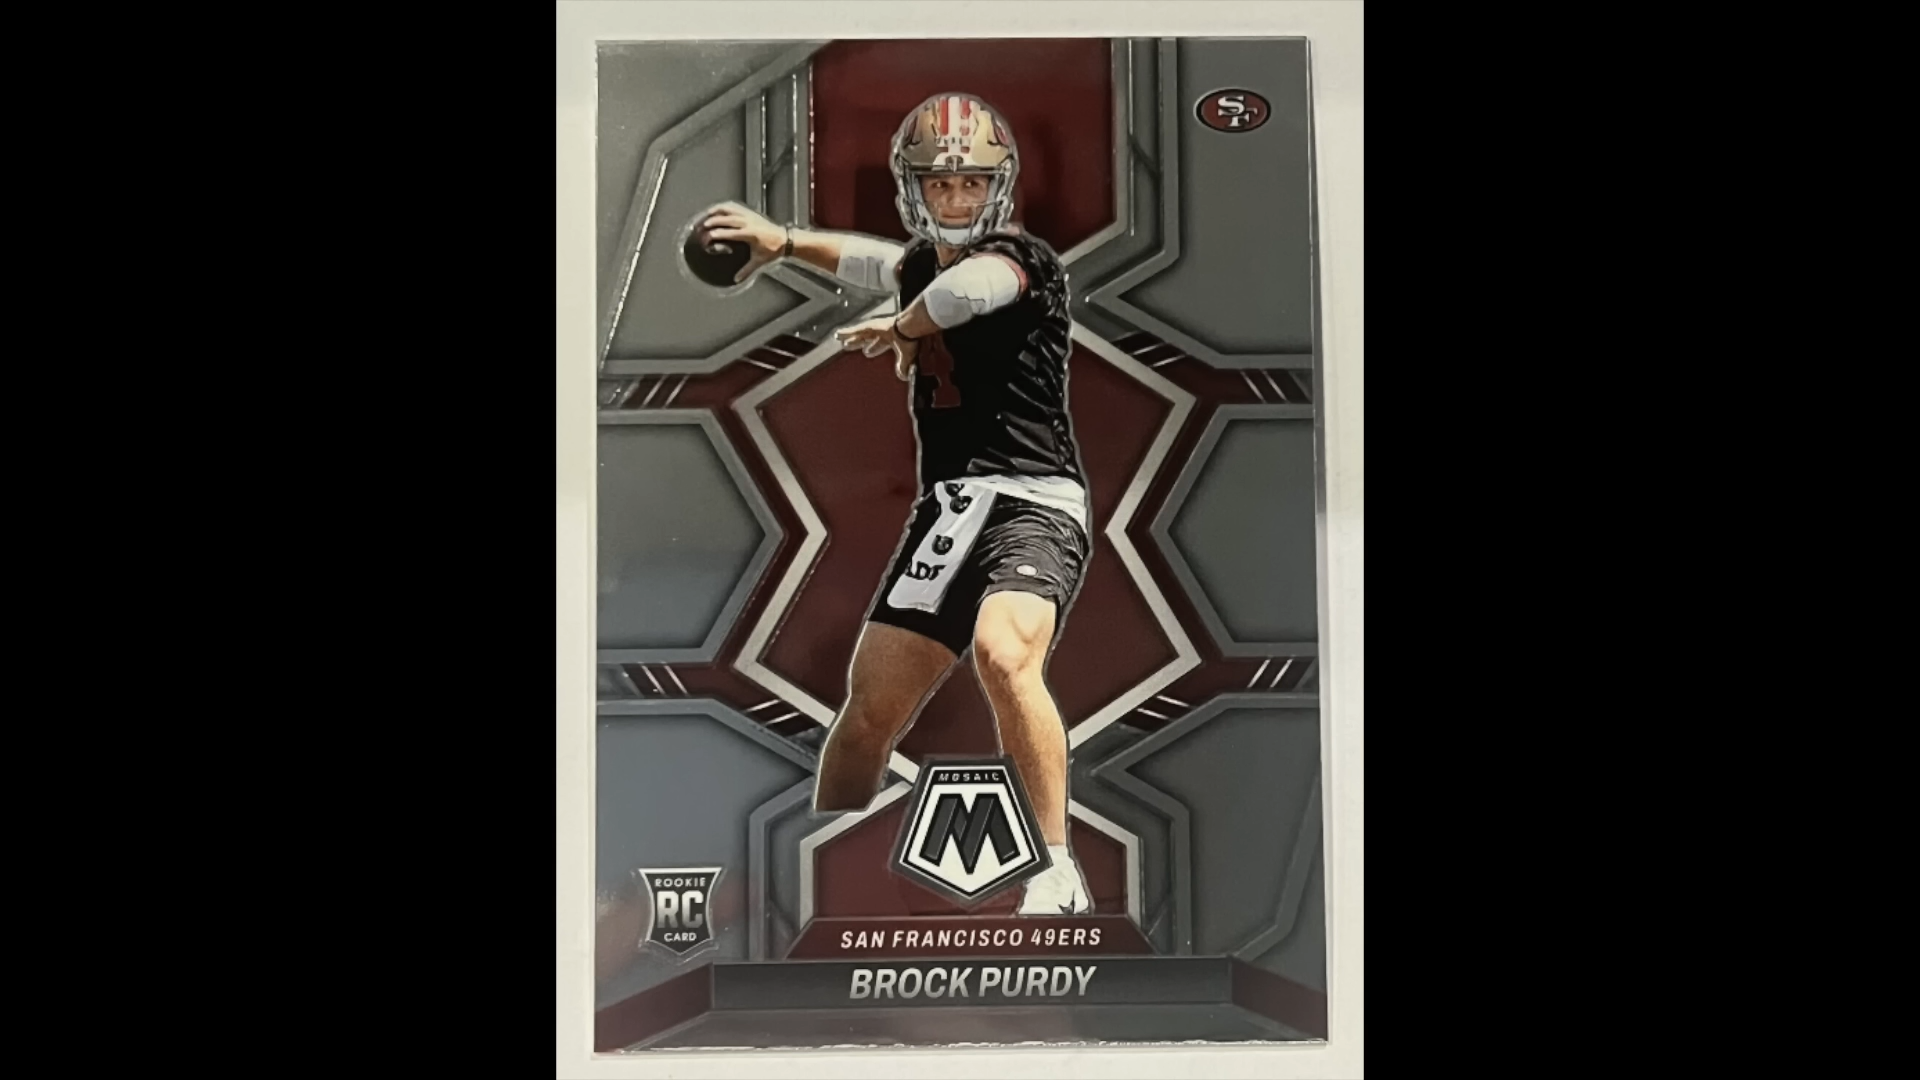 SF
MOSAIC
M
ROOKIE
RC
CARD
SAN FRANCISCO 49ERS
BROCK PURDY